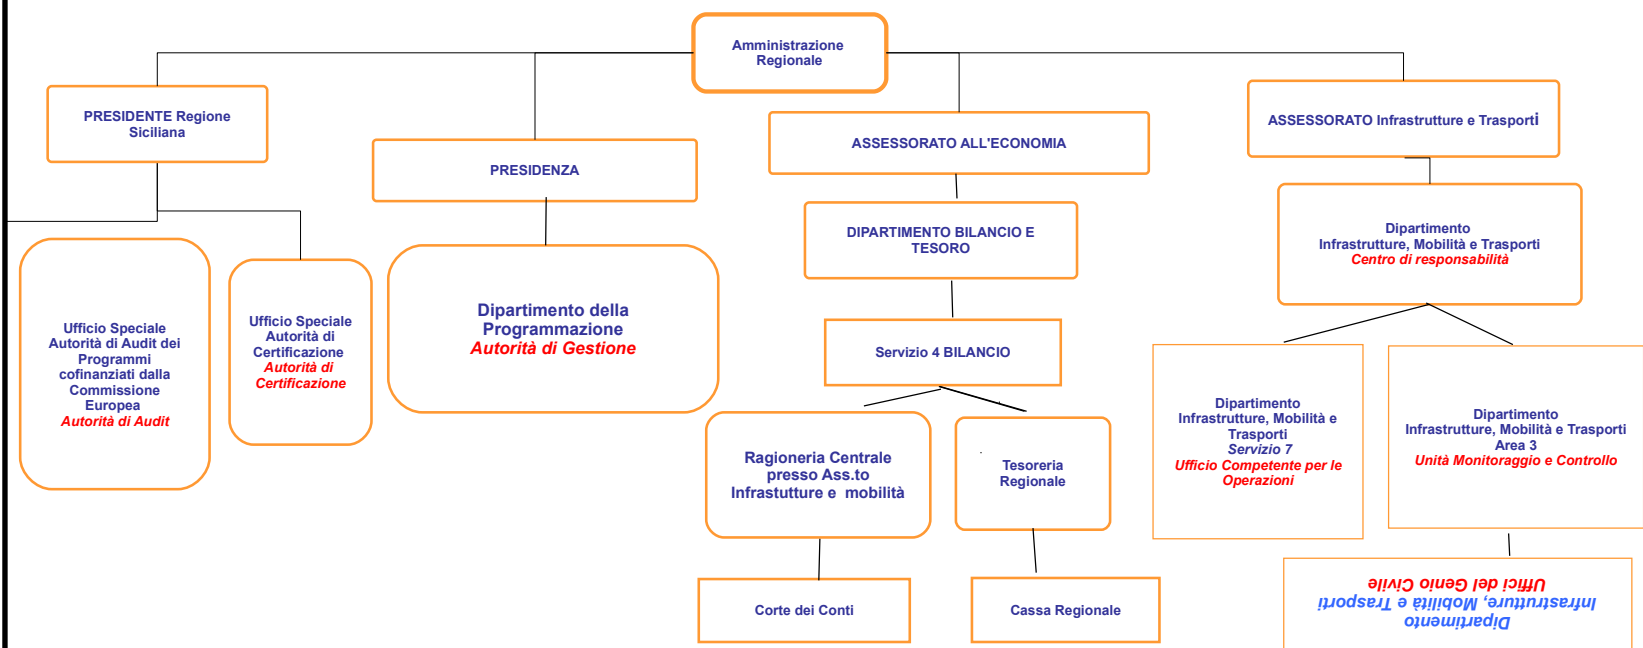 Amministrazione
Regionale
PRESIDENTE Regione
Siciliana
PRESIDENZA
ASSESSORATO ALL'ECONOMIA
ASSESSORATO Infrastrutture e Trasporti
DIPARTIMENTO BILANCIO E
TESORO
Dipartimento
Infrastrutture, Mobilità e Trasporti
Centro di responsabilità
Ufficio Speciale
Autorità di Audit dei
Programmi
cofinanziati dalla
Commissione
Europea
Autorità di Audit
Ufficio Speciale
Autorità di
Certificazione
Autorità di
Certificazione
Dipartimento della
Programmazione
Autorità di Gestione
Servizio 4 BILANCIO
Ragioneria Centrale
presso Ass.to
Infrastutture e mobilità
Tesoreria
Regionale
Dipartimento
Infrastrutture, Mobilità e
Trasporti
Servizio 7
Ufficio Competente per le
Operazioni
Dipartimento
Infrastrutture, Mobilità e Trasporti
Area 3
Unità Monitoraggio e Controllo
Corte dei Conti
Cassa Regionale
Dipartimento
Infrastrutture, Mobilità e Trasporti
Uffici del Genio Civile